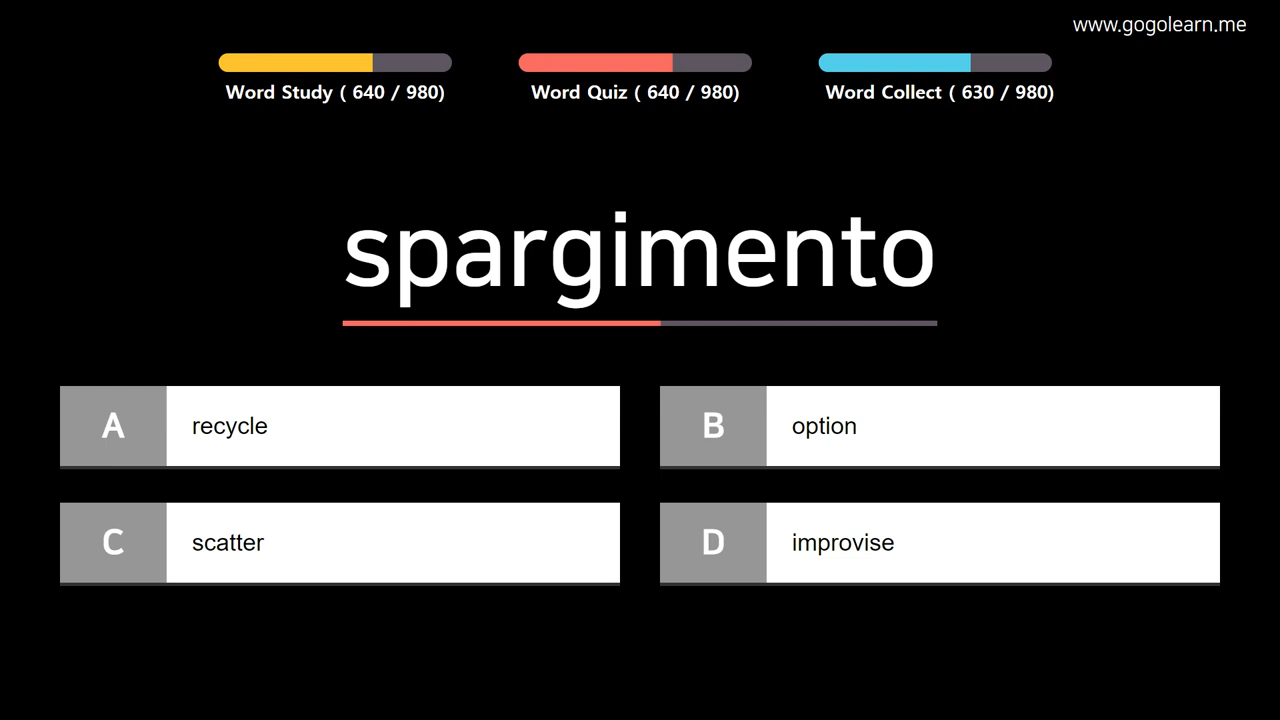 www.gogolearn.me
Word Study ( 640 / 980)
Word Quiz ( 640 / 980)
Word Collect ( 630 / 980)
spargimento
A
recycle
B
option
C
scatter
D
improvise